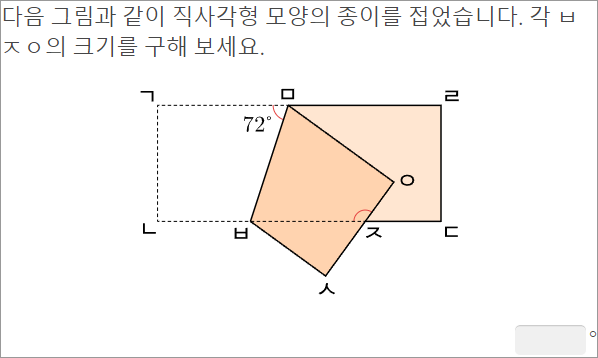 다음 그림과 같이 직사각형 모양의 종이를 접었습니다. 각 ㅂ
ㅈㅇ의 크기를 구해 보세요.
ㄱ ㅁ ㄹ
72°
ㅇ
ㄴ ㅂ ㅈ ㄷ
ㅅ
°